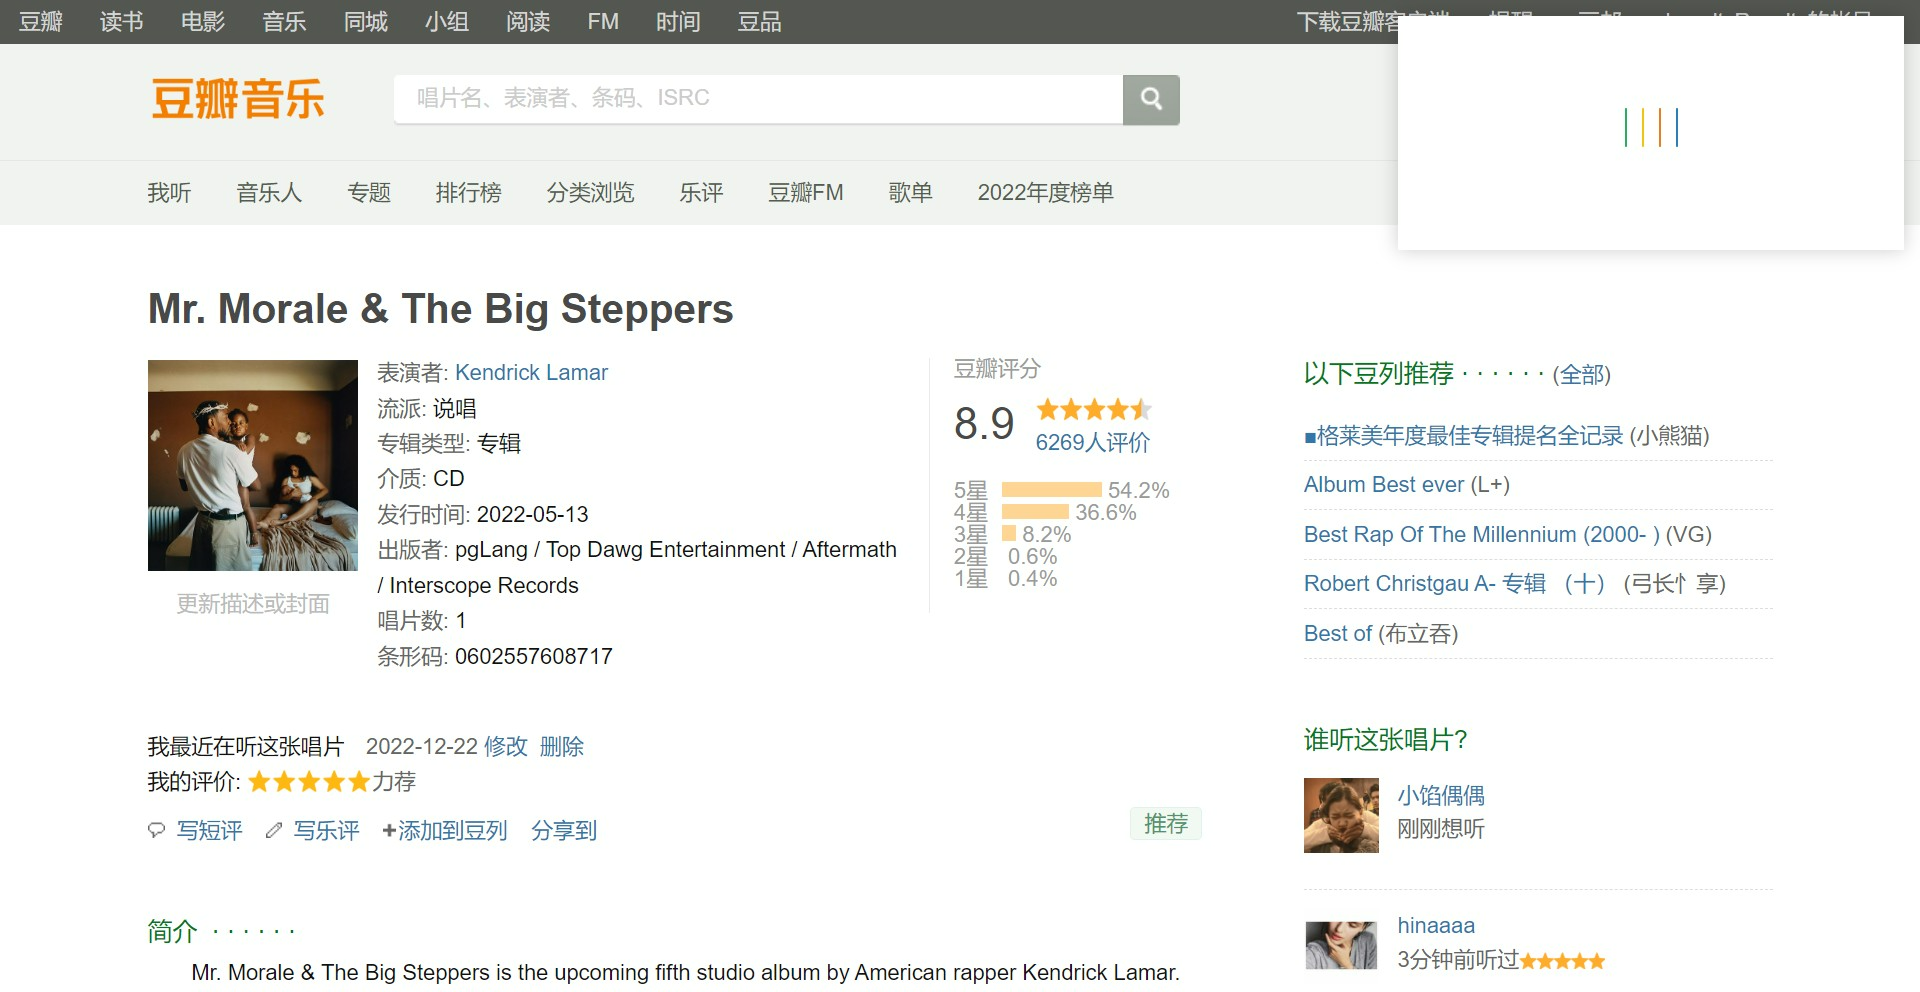 豆瓣 读书 电影 音乐 同城 小组 阅读 FM 时间 豆品
下载豆瓣客户端
豆瓣音乐
唱片名、表演者、条码、ISRC
我听 音乐人 专题 排行榜 分类浏览 乐评 豆瓣FM 歌单 2022年度榜单
Mr. Morale & The Big Steppers
表演者: Kendrick Lamar
流派: 说唱
专辑类型: 专辑
介质: CD
发行时间: 2022-05-13
出版者: pgLang / Top Dawg Entertainment / Aftermath
/ Interscope Records
唱片数: 1
条形码: 0602557608717
更新描述或封面
豆瓣评分
8.9
6269人评价
5星 54.2%
4星 36.6%
3星 8.2%
2星 0.6%
1星 0.4%
我最近在听这张唱片 2022-12-22 修改 删除
我的评价: 力荐
写短评 写乐评 +添加到豆列 分享到
推荐
简介 · · · · · ·
Mr. Morale & The Big Steppers is the upcoming fifth studio album by American rapper Kendrick Lamar.
以下豆列推荐 · · · · · · (全部)
■格莱美年度最佳专辑提名全记录 (小熊猫)
Album Best ever (L+)
Best Rap Of The Millennium (2000- ) (VG)
Robert Christgau A- 专辑 （十） (弓长忄享)
Best of (布立吞)
谁听这张唱片?
小馅偶偶
刚刚想听
hinaaaa
3分钟前听过